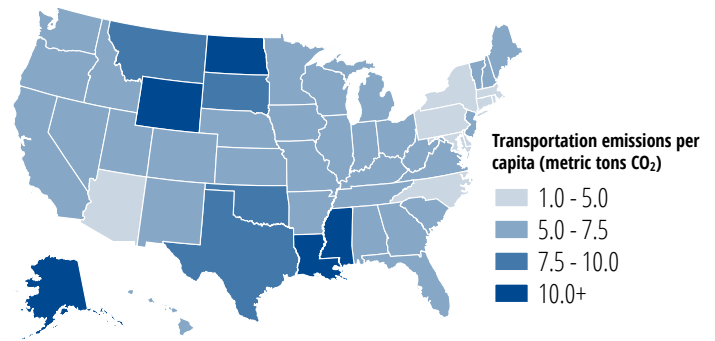 Transportation emissions per
capita (metric tons CO₂)
1.0 - 5.0
5.0 - 7.5
7.5 - 10.0
10.0+